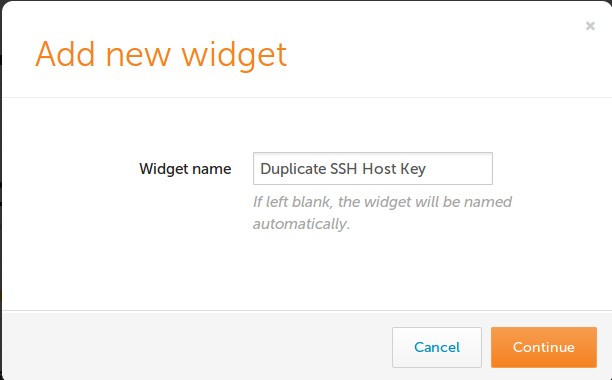 Add new widget
Widget name
Duplicate SSH Host Key
If left blank, the widget will be named
automatically.
Cancel
Continue